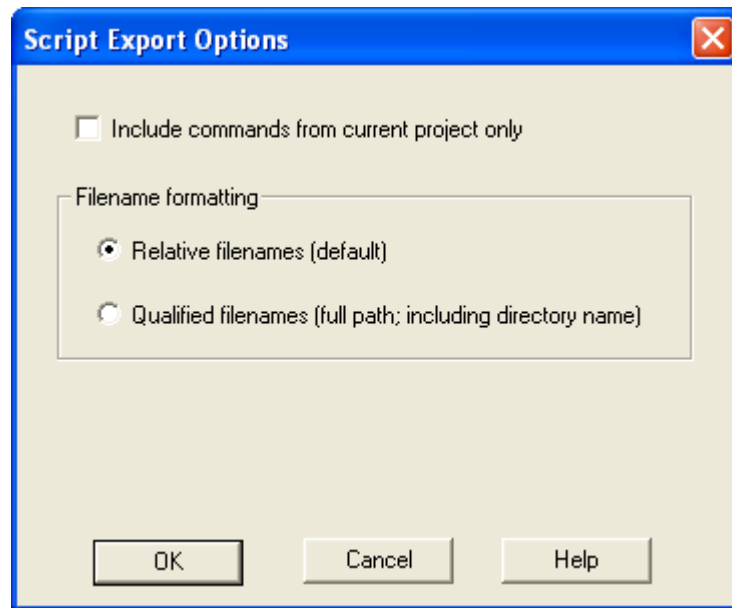 Script Export Options
Include commands from current project only
Filename formatting
Relative filenames (default)
Qualified filenames (full path; including directory name)
OK Cancel Help